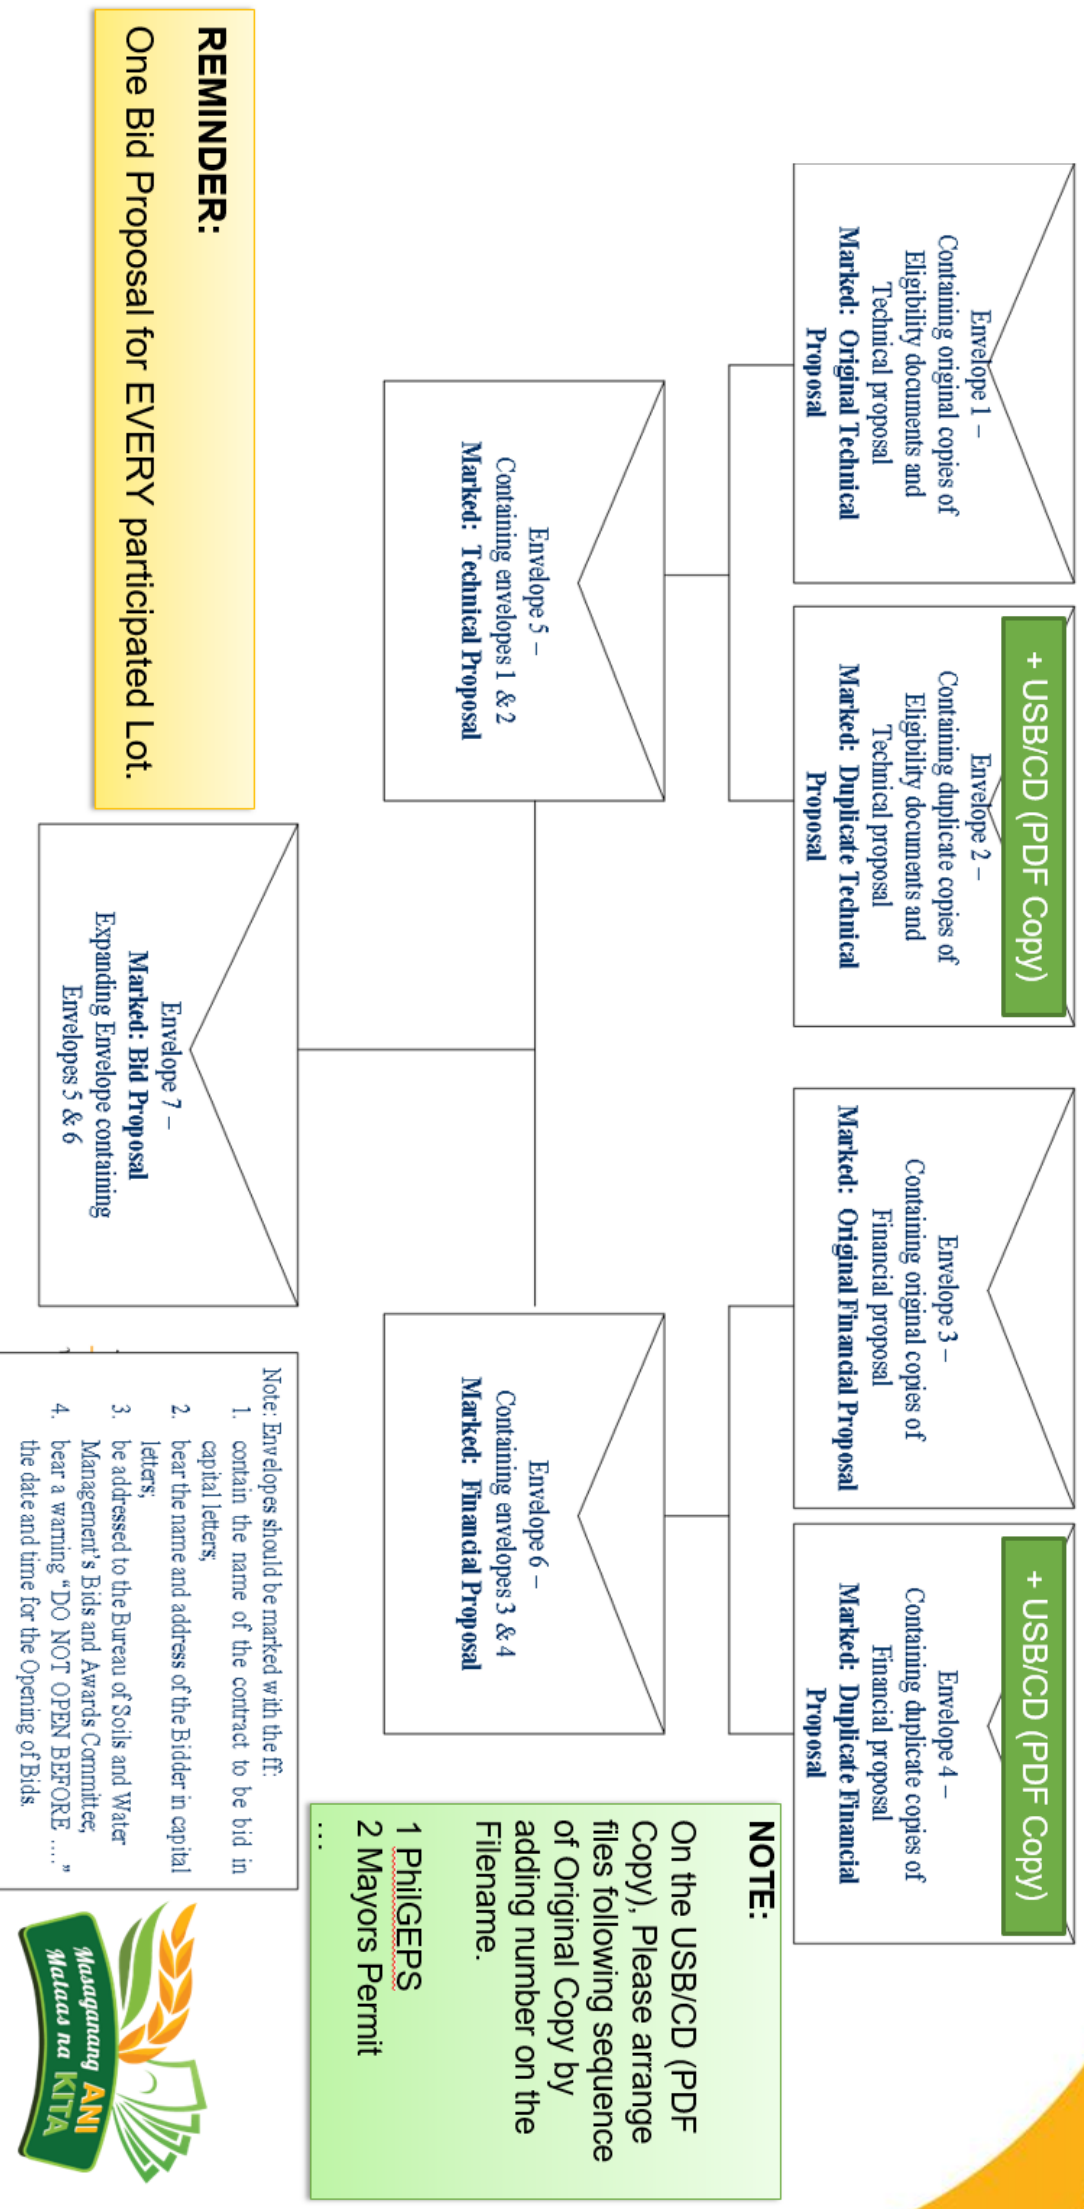 Envelope 1 –
Containing original copies of
Eligibility documents and
Technical proposal
Marked: Original Technical
Proposal
+ USB/CD (PDF Copy)
Envelope 2 –
Containing duplicate copies of
Eligibility documents and
Technical proposal
Marked: Duplicate Technical
Proposal
Envelope 3 –
Containing original copies of
Financial proposal
Marked: Original Financial Proposal
+ USB/CD (PDF Copy)
Envelope 4 –
Containing duplicate copies of
Financial proposal
Marked: Duplicate Financial
Proposal
Envelope 5 –
Containing envelopes 1 & 2
Marked: Technical Proposal
Envelope 6 –
Containing envelopes 3 & 4
Marked: Financial Proposal
NOTE:
On the USB/CD (PDF
Copy), Please arrange
files following sequence
of Original Copy by
adding number on the
Filename.
1 PhilGEPS
2 Mayors Permit
...
REMINDER:
One Bid Proposal for EVERY participated Lot.
Envelope 7 –
Marked: Bid Proposal
Expanding Envelope containing
Envelopes 5 & 6
Note: Envelopes should be marked with the ff:
1. contain the name of the contract to be bid in
capital letters;
2. bear the name and address of the Bidder in capital
letters;
3. be addressed to the Bureau of Soils and Water
Management's Bids and Awards Committee;
4. bear a warning “DO NOT OPEN BEFORE .....”
the date and time for the Opening of Bids.
Masaganang ANI
Mataas na KITA